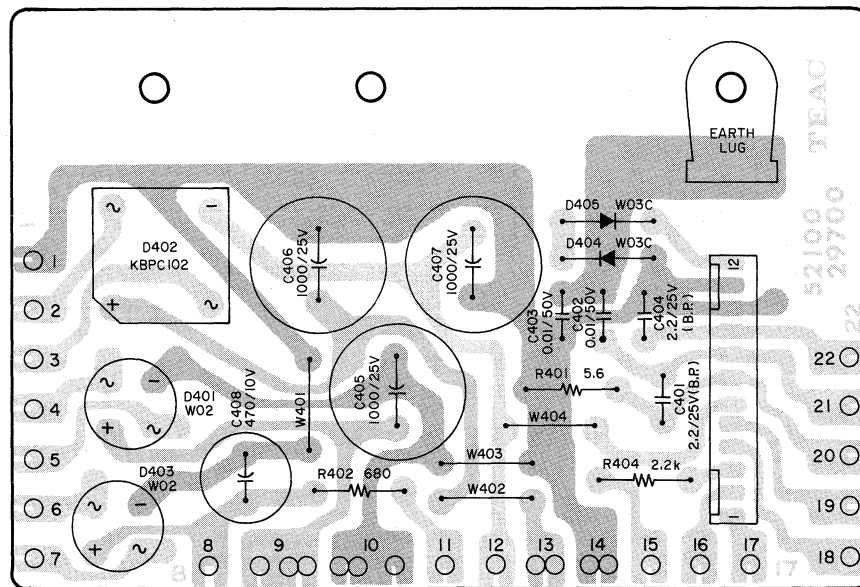 EARTH
LUG
TEAC
52100
29700
D405 W03C
D404 W03C
D402
KBPC102
~ -
+ ~
C406
1000/25V
C407
1000/25V
C403
0.01/50V
C402
0.01/50V
C404
2.2/25V
(B.P.)
12
1
2
3
4
5
6
7
22
22
21
20
19
18
~ -
+ ~
D401
W02
C408
470/10V
W401
C405
1000/25V
R401 5.6
C401
2.2/25V(B.P.)
W404
W403
W402
R402 680
R404 2.2k
D403
W02
~ -
+ ~
1
8
8
9
10
11
12
13
14
15
16
17
17